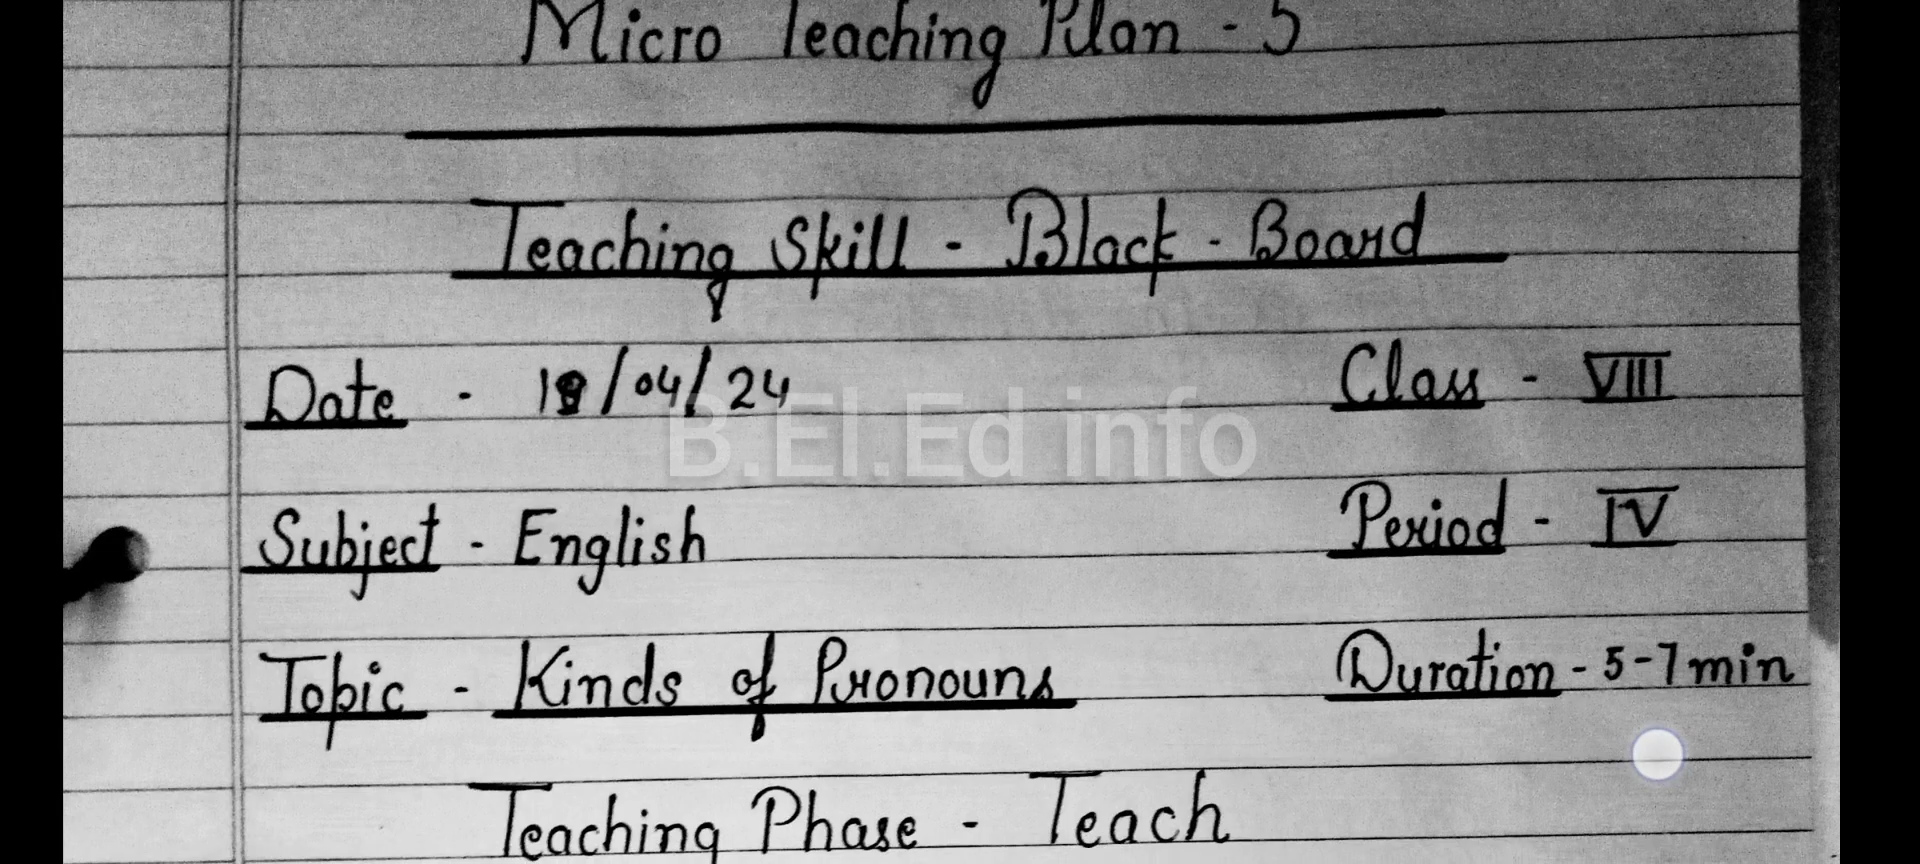 Micro Teaching Plan - 5
Teaching Skill - Black - Board
Date - 19/04/24 Class - VIII
B.El.Ed info
Subject - English Period - IV
Topic - Kinds of Pronouns Duration - 5-7 min
Teaching Phase - Teach